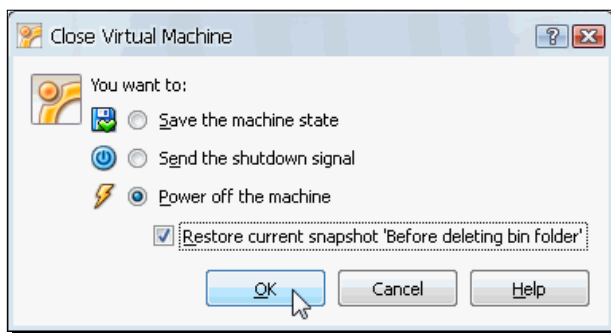 Close Virtual Machine
You want to:
Save the machine state
Send the shutdown signal
Power off the machine
Restore current snapshot 'Before deleting bin folder'
OK
Cancel
Help